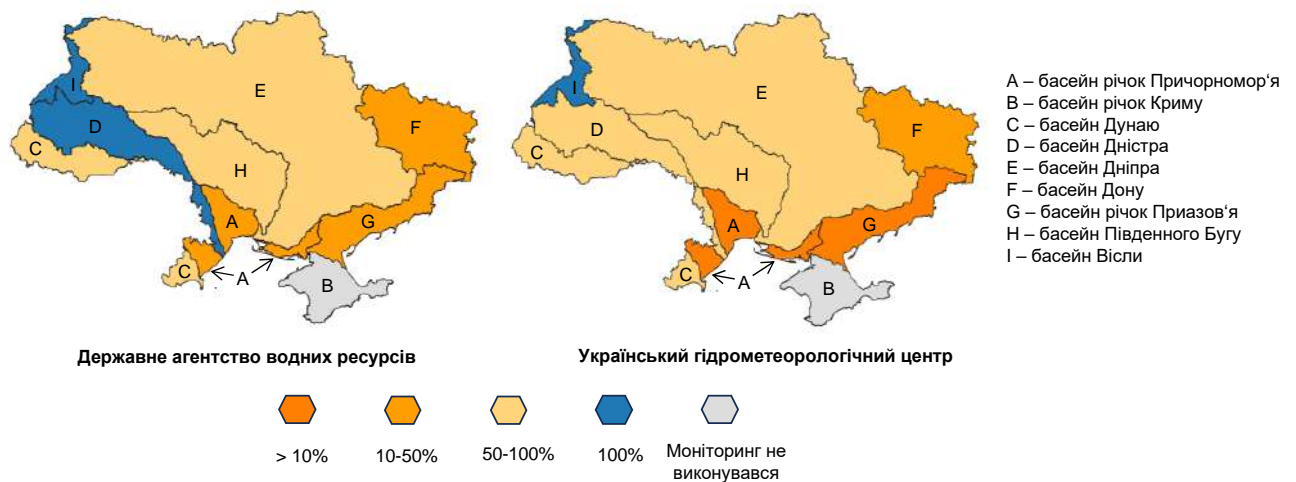 I
D
C
E
F
H
A
G
C
A
B
I
D
C
E
F
H
A
G
C
A
B
А – басейн річок Причорномор‘я
В – басейн річок Криму
С – басейн Дунаю
D – басейн Дністра
E – басейн Дніпра
F – басейн Дону
G – басейн річок Приазов‘я
H – басейн Південного Бугу
I – басейн Вісли
Державне агентство водних ресурсів
Український гідрометеорологічний центр
> 10%
10-50%
50-100%
100%
Моніторинг не
виконувався